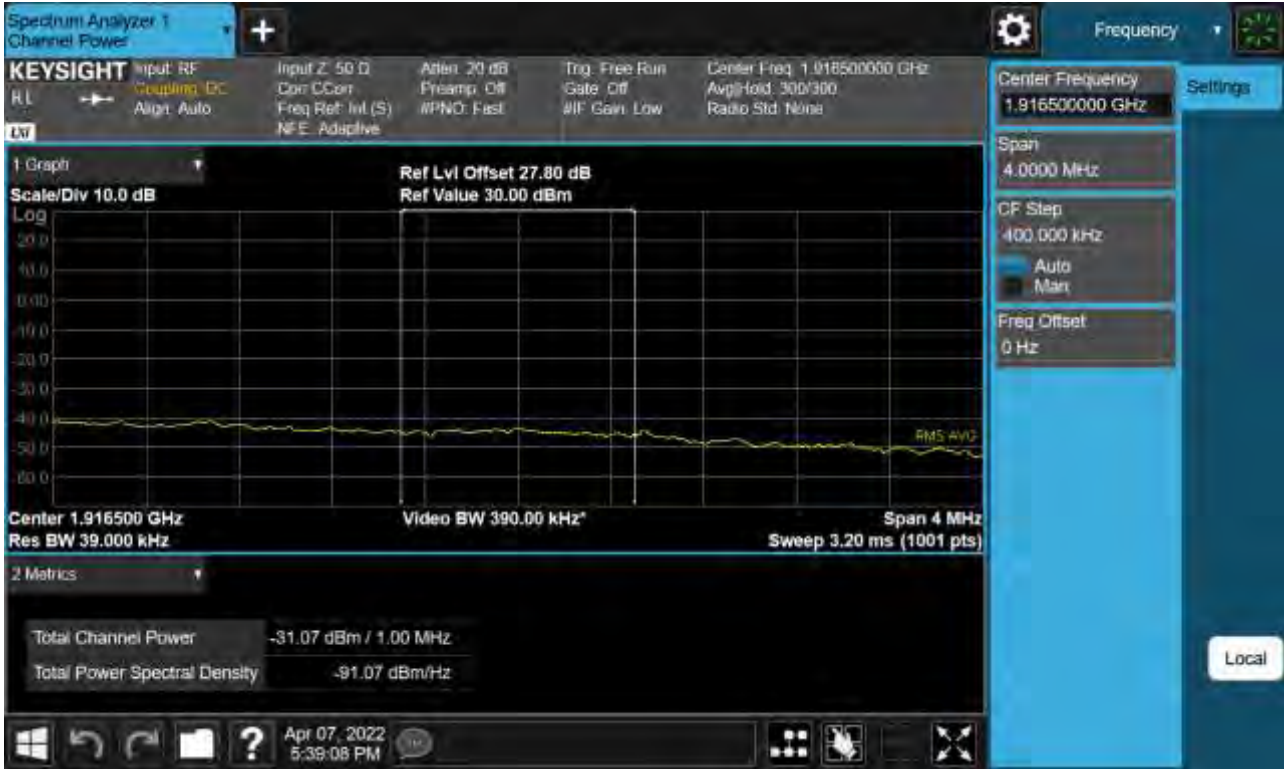 Spectrum Analyzer 1
Channel Power
Frequency
KEYSIGHT
Input: RF
Coupling: DC
Align: Auto
Input Z: 50 Ω
Corr CCorr
Freq Ref: Int (S)
NFE: Adaptive
Atten: 20 dB
Preamp: Off
#PNO: Fast
Trig: Free Run
Gate: Off
#IF Gain: Low
Center Freq: 1.916500000 GHz
Avg|Hold: 300/300
Radio Std: None
LXI
1 Graph
Scale/Div 10.0 dB
Ref Lvl Offset 27.80 dB
Ref Value 30.00 dBm
Log
20.0
10.0
0.00
-10.0
-20.0
-30.0
-40.0
-50.0
-60.0
RMS AVG
Center 1.916500 GHz
Video BW 390.00 kHz*
Span 4 MHz
Res BW 39.000 kHz
Sweep 3.20 ms (1001 pts)
2 Metrics
Total Channel Power
-31.07 dBm / 1.00 MHz
Total Power Spectral Density
-91.07 dBm/Hz
?
Apr 07, 2022
5:39:08 PM
Center Frequency
1.916500000 GHz
Settings
Span
4.0000 MHz
CF Step
400.000 kHz
Auto
Man
Freq Offset
0 Hz
Local